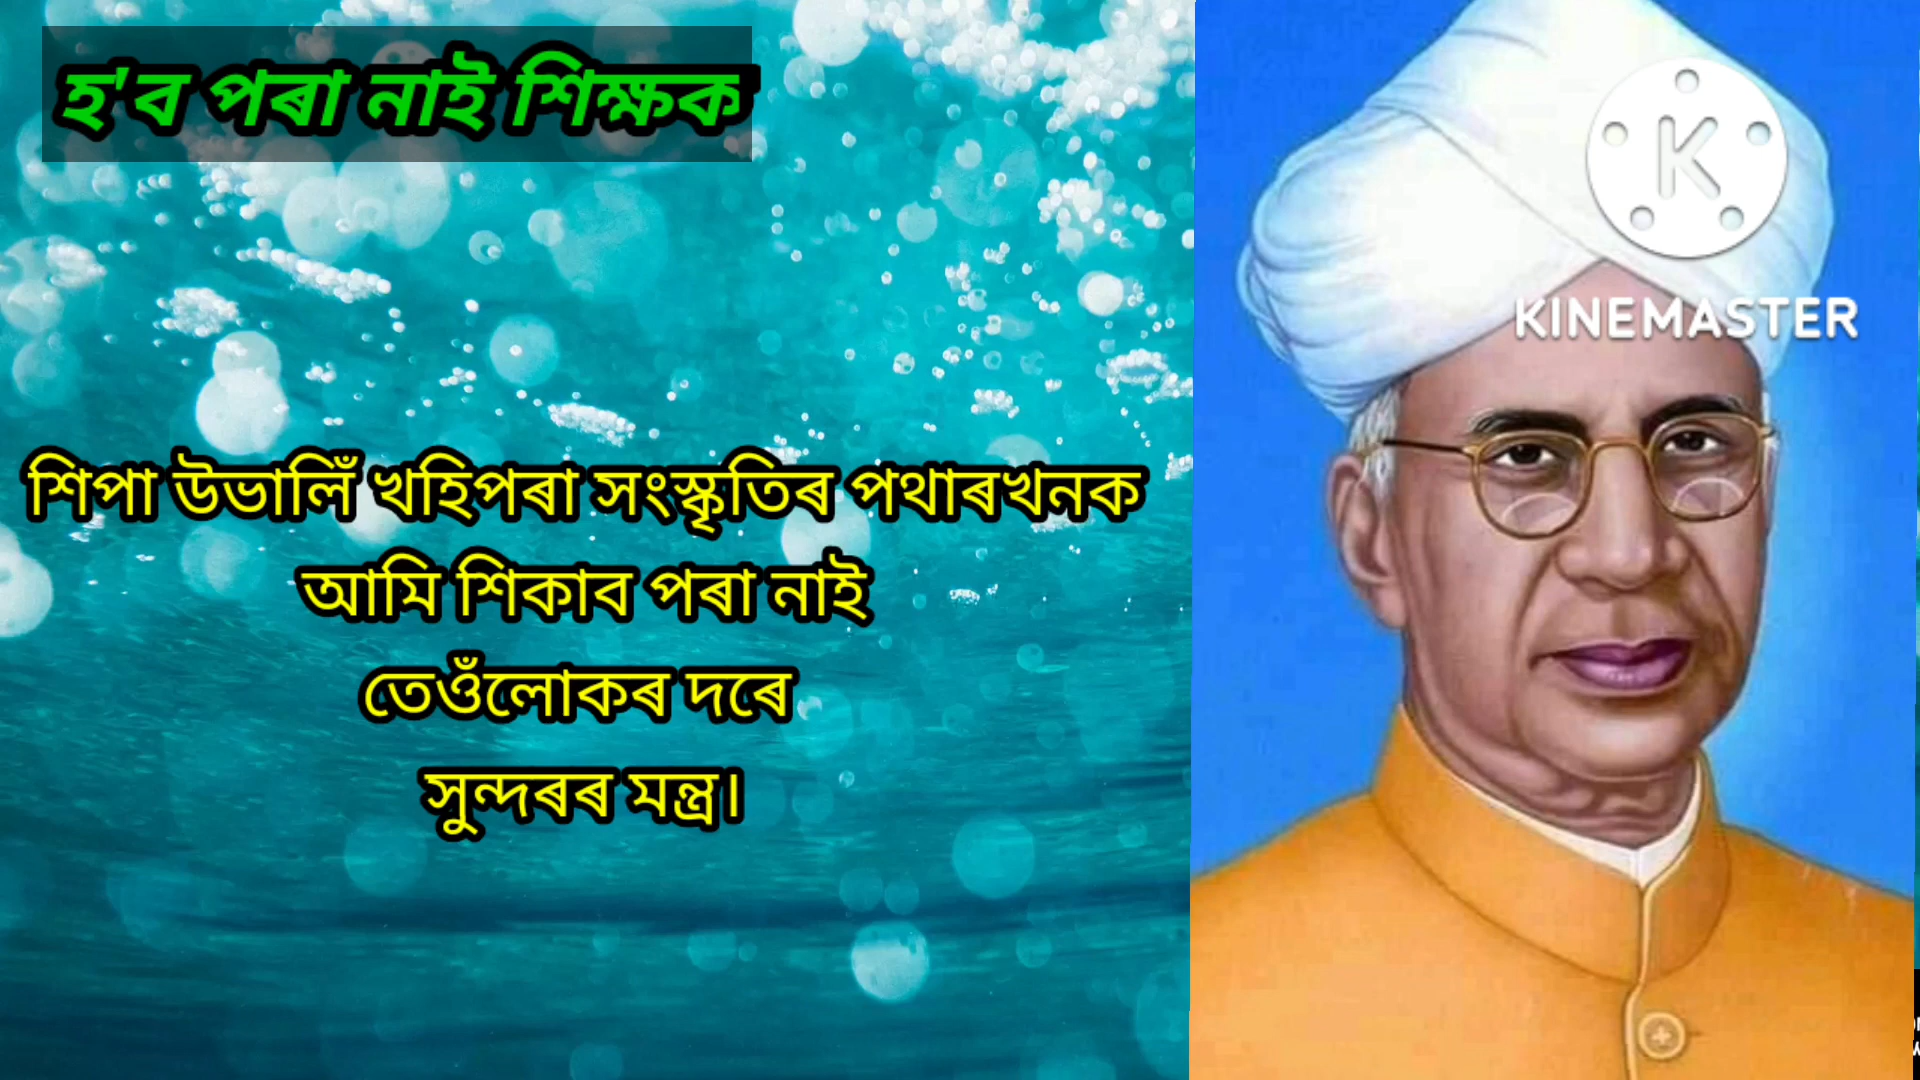 হ'ব পৰা নাই শিক্ষক
K
KINEMASTER
শিপা উভালিঁ খহিপৰা সংস্কৃতিৰ পথাৰখনক
আমি শিকাব পৰা নাই
তেওঁলোকৰ দৰে
সুন্দৰৰ মন্ত্ৰ।